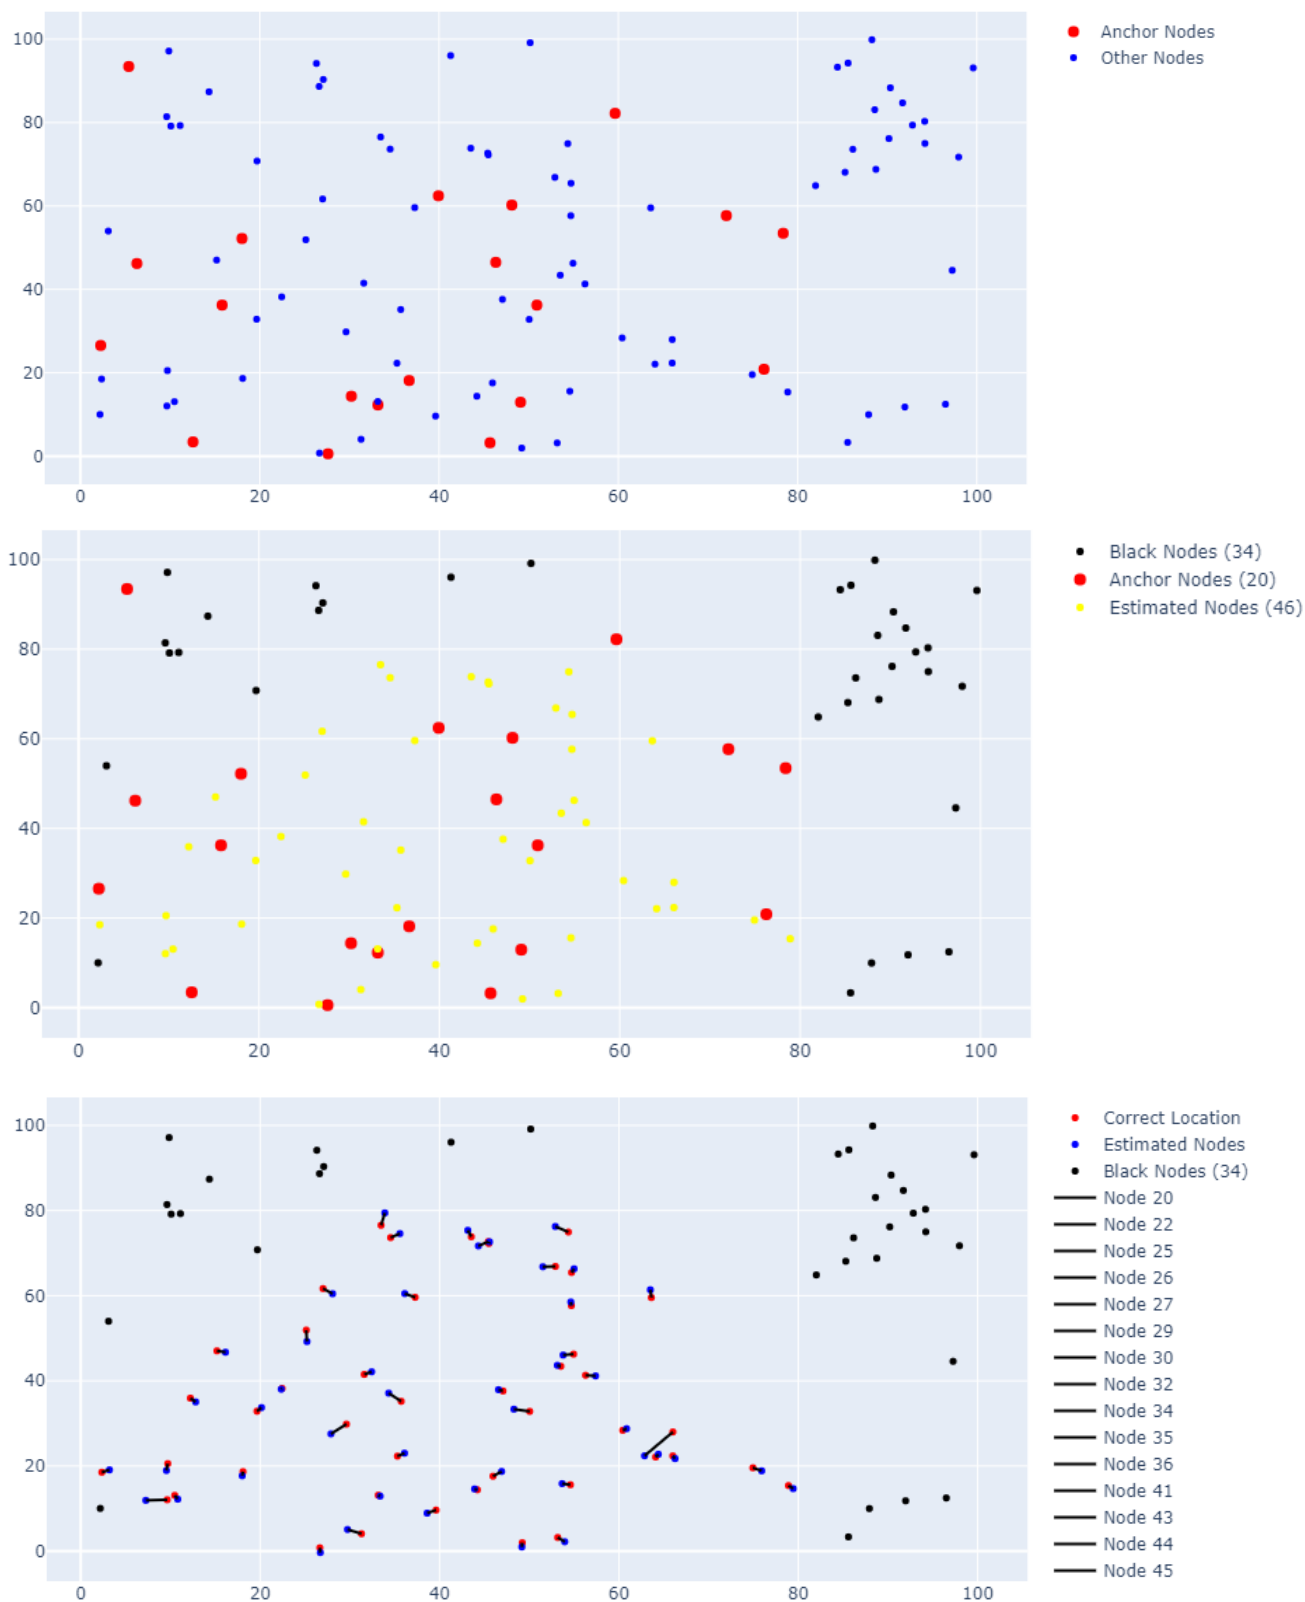 100
80
60
40
20
0
0 20 40 60 80 100
Anchor Nodes
Other Nodes
100
80
60
40
20
0
0 20 40 60 80 100
Black Nodes (34)
Anchor Nodes (20)
Estimated Nodes (46)
100
80
60
40
20
0
0 20 40 60 80 100
Correct Location
Estimated Nodes
Black Nodes (34)
Node 20
Node 22
Node 25
Node 26
Node 27
Node 29
Node 30
Node 32
Node 34
Node 35
Node 36
Node 41
Node 43
Node 44
Node 45